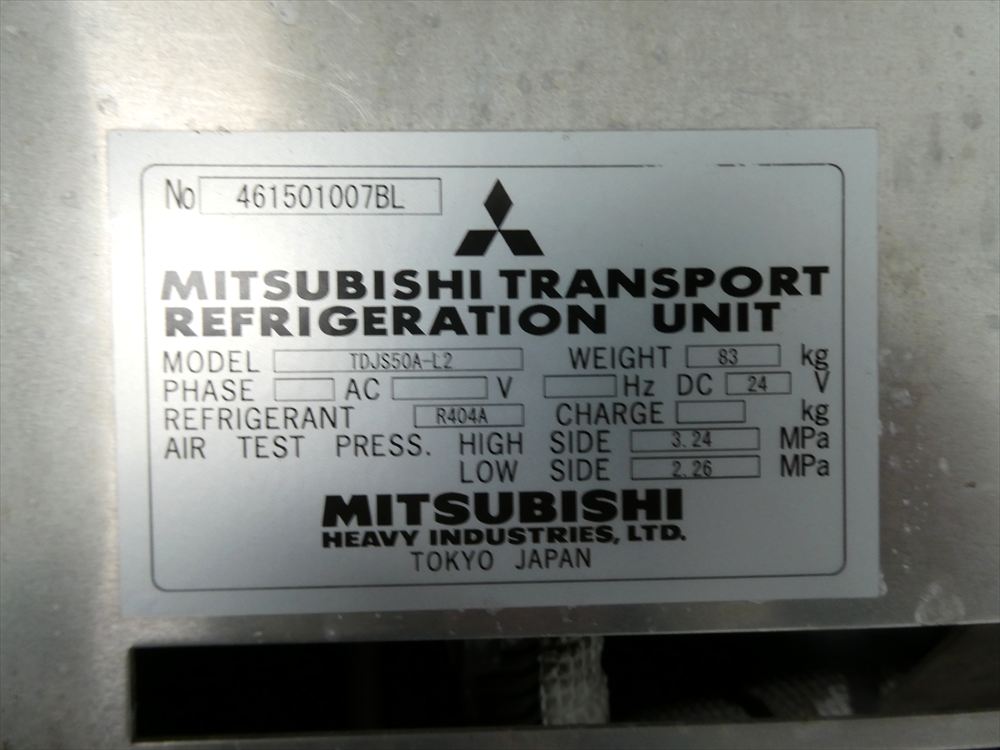 No 461501007BL
MITSUBISHI TRANSPORT
REFRIGERATION UNIT
MODEL TDJS50A-L2 WEIGHT 83 kg
PHASE AC V Hz DC 24 V
REFRIGERANT R404A CHARGE kg
AIR TEST PRESS. HIGH SIDE 3.24 MPa
LOW SIDE 2.26 MPa
MITSUBISHI
HEAVY INDUSTRIES, LTD.
TOKYO JAPAN